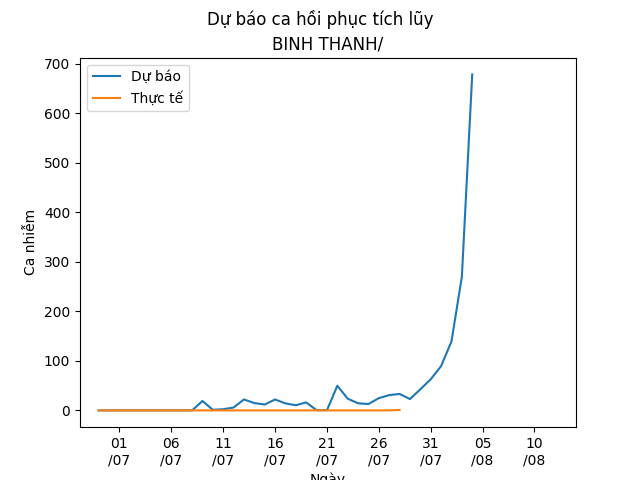 Dự báo ca hồi phục tích lũy
BINH THANH/
Dự báo
Thực tế
Ca nhiễm
700
600
500
400
300
200
100
0
01 06 11 16 21 26 31 05 10
/07 /07 /07 /07 /07 /07 /07 /08 /08
Ngày